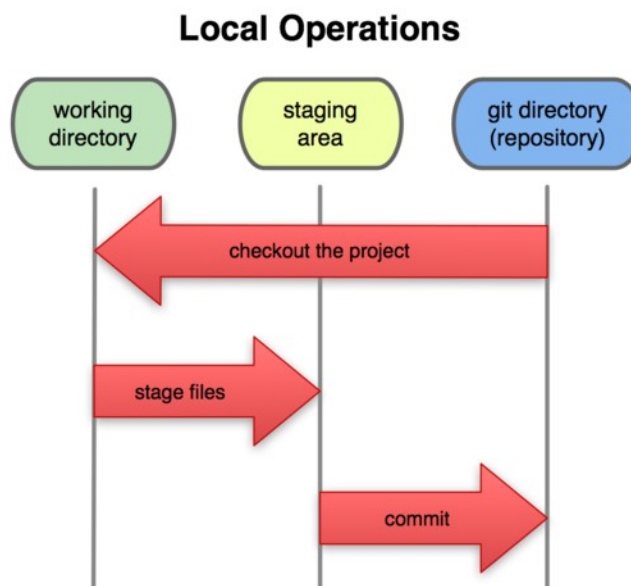 Local Operations
working
directory
staging
area
git directory
(repository)
checkout the project
stage files
commit